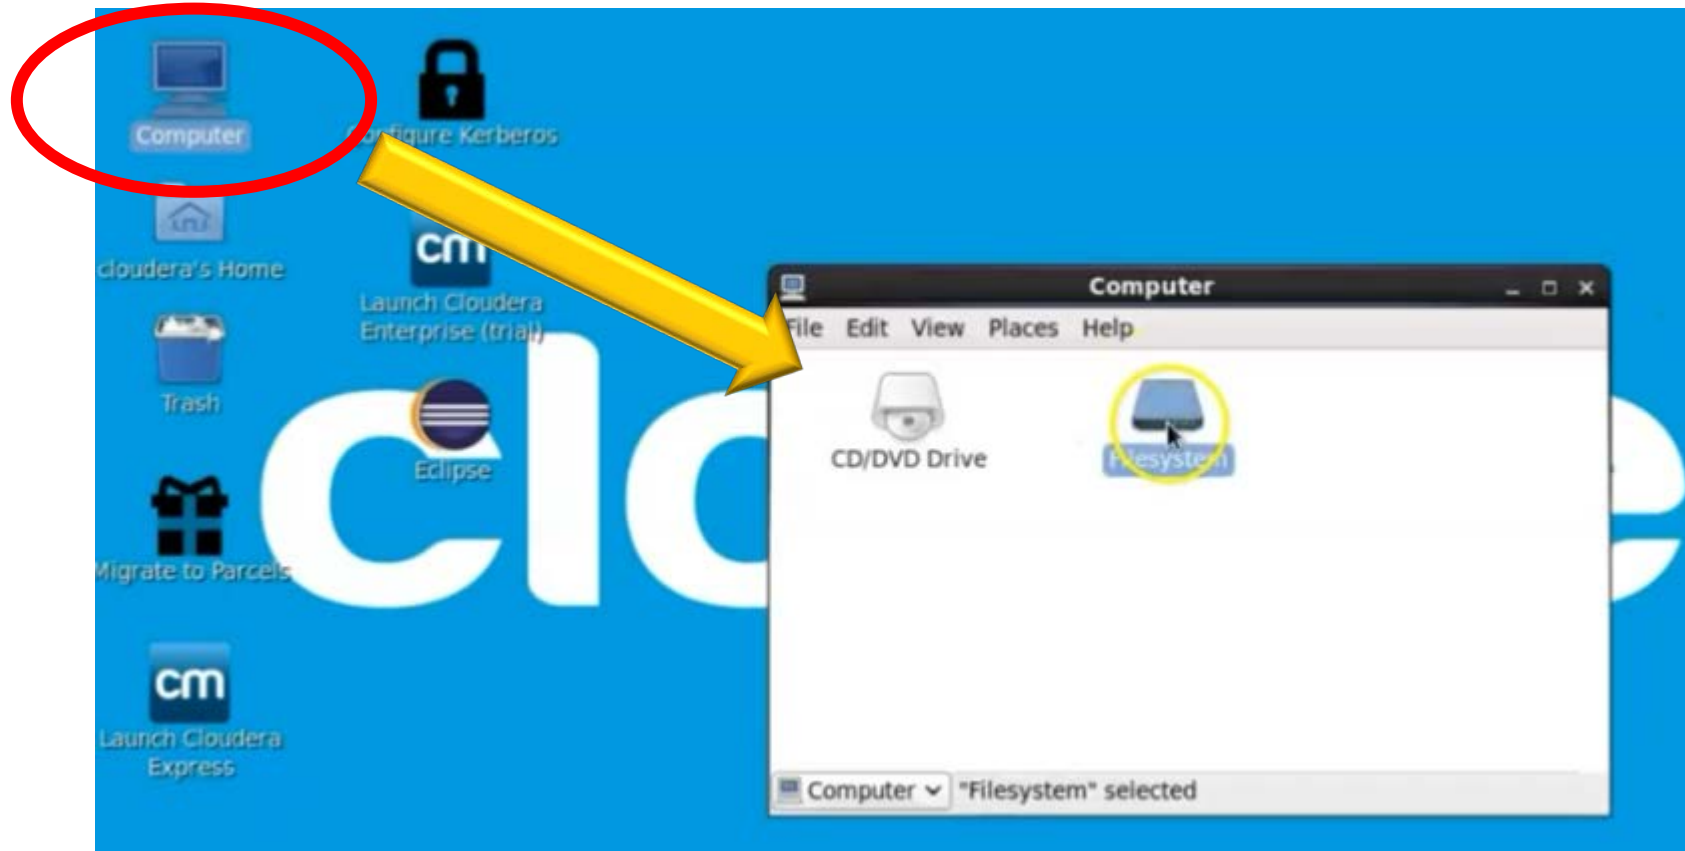 Computer
Configure Kerberos
cloudera's Home
cm
Launch Cloudera
Enterprise (trial)
Trash
Eclipse
Migrate to Parcels
cm
Launch Cloudera
Express
clo
e
Computer
File Edit View Places Help
CD/DVD Drive
Filesystem
Computer
"Filesystem" selected